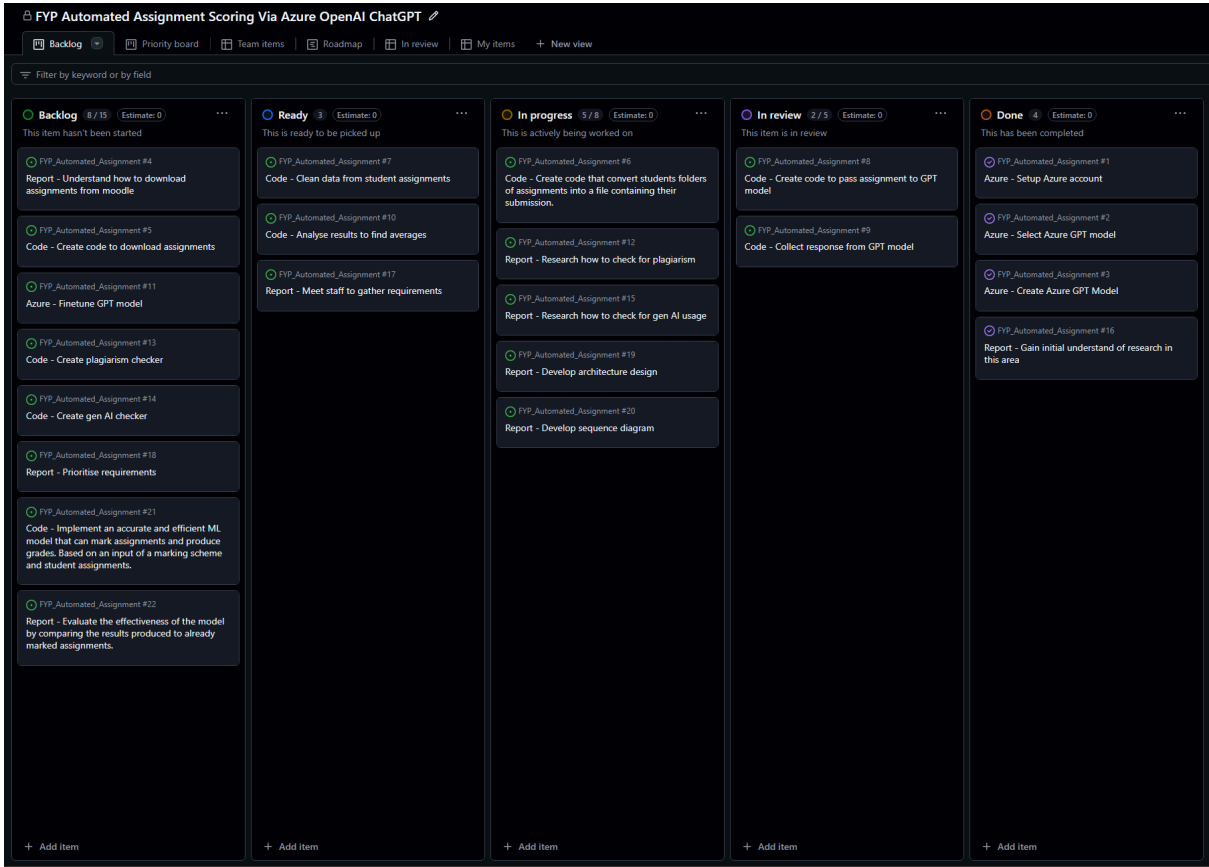 FYP Automated Assignment Scoring Via Azure OpenAI ChatGPT
Backlog
Priority board
Team items
Roadmap
In review
My items
+ New view
Filter by keyword or by field
Backlog 8 / 15 Estimate: 0 ...
This item hasn't been started
FYP_Automated_Assignment #4
Report - Understand how to download
assignments from moodle
FYP_Automated_Assignment #5
Code - Create code to download assignments
FYP_Automated_Assignment #11
Azure - Finetune GPT model
FYP_Automated_Assignment #13
Code - Create plagiarism checker
FYP_Automated_Assignment #14
Code - Create gen AI checker
FYP_Automated_Assignment #18
Report - Prioritise requirements
FYP_Automated_Assignment #21
Code - Implement an accurate and efficient ML
model that can mark assignments and produce
grades. Based on an input of a marking scheme
and student assignments.
FYP_Automated_Assignment #22
Report - Evaluate the effectiveness of the model
by comparing the results produced to already
marked assignments.
+ Add item
Ready 3 Estimate: 0 ...
This is ready to be picked up
FYP_Automated_Assignment #7
Code - Clean data from student assignments
FYP_Automated_Assignment #10
Code - Analyse results to find averages
FYP_Automated_Assignment #17
Report - Meet staff to gather requirements
+ Add item
In progress 5 / 8 Estimate: 0 ...
This is actively being worked on
FYP_Automated_Assignment #6
Code - Create code that convert students folders
of assignments into a file containing their
submission.
FYP_Automated_Assignment #12
Report - Research how to check for plagiarism
FYP_Automated_Assignment #15
Report - Research how to check for gen AI usage
FYP_Automated_Assignment #19
Report - Develop architecture design
FYP_Automated_Assignment #20
Report - Develop sequence diagram
+ Add item
In review 2 / 5 Estimate: 0 ...
This item is in review
FYP_Automated_Assignment #8
Code - Create code to pass assignment to GPT
model
FYP_Automated_Assignment #9
Code - Collect response from GPT model
+ Add item
Done 4 Estimate: 0 ...
This has been completed
FYP_Automated_Assignment #1
Azure - Setup Azure account
FYP_Automated_Assignment #2
Azure - Select Azure GPT model
FYP_Automated_Assignment #3
Azure - Create Azure GPT Model
FYP_Automated_Assignment #16
Report - Gain initial understand of research in
this area
+ Add item